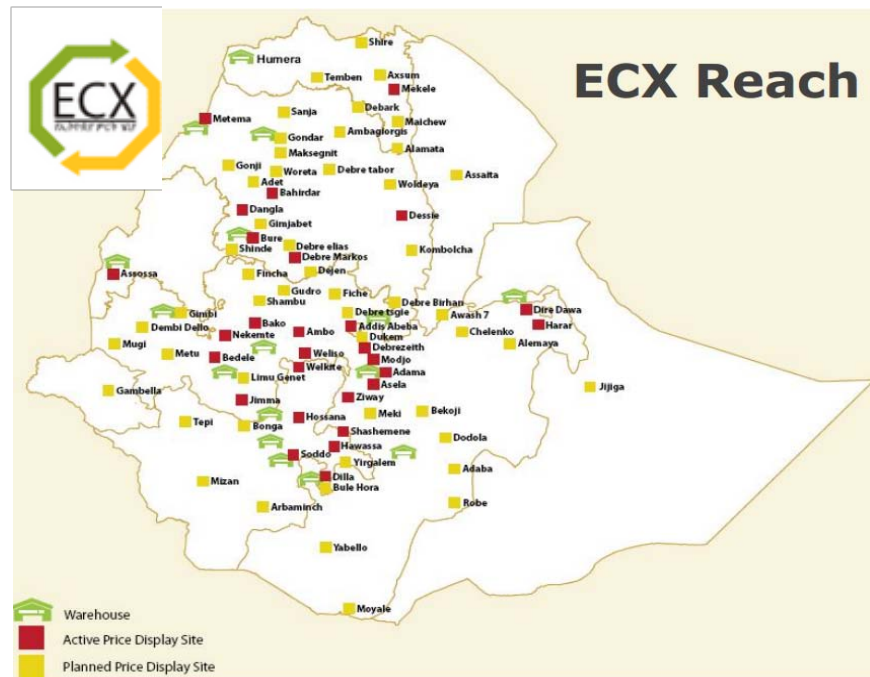 ECX
ECX Reach
Shire
Humera
Axsum
Temben
Mekele
Debark
Metema
Sanja
Maichew
Ambagiorgis
Gondar
Alamata
Maksegnit
Gonji
Woreta
Debre tabor
Assaita
Adet
Woldeya
Bahirdar
Dangla
Dessie
Gimjabet
Bure
Debre elias
Shinde
Kombolcha
Debre Markos
Dejen
Assossa
Fincha
Gudro
Fiche
Shambu
Debre Birhan
Gimbi
Debre tsgie
Awash 7
Dire Dawa
Dembi Dello
Bako
Ambo
Addis Abeba
Harar
Nekemte
Dukem
Chelenko
Mugi
Debrezeith
Alemaya
Metu
Bedele
Weliso
Modjo
Welkite
Adama
Limu Genet
Asela
Jijiga
Gambella
Jimma
Ziway
Meki
Bekoji
Hossana
Tepi
Bonga
Shashemene
Dodola
Hawassa
Soddo
Yirgalem
Adaba
Dilla
Mizan
Bule Hora
Robe
Arbaminch
Yabello
Moyale
Warehouse
Active Price Display Site
Planned Price Display Site